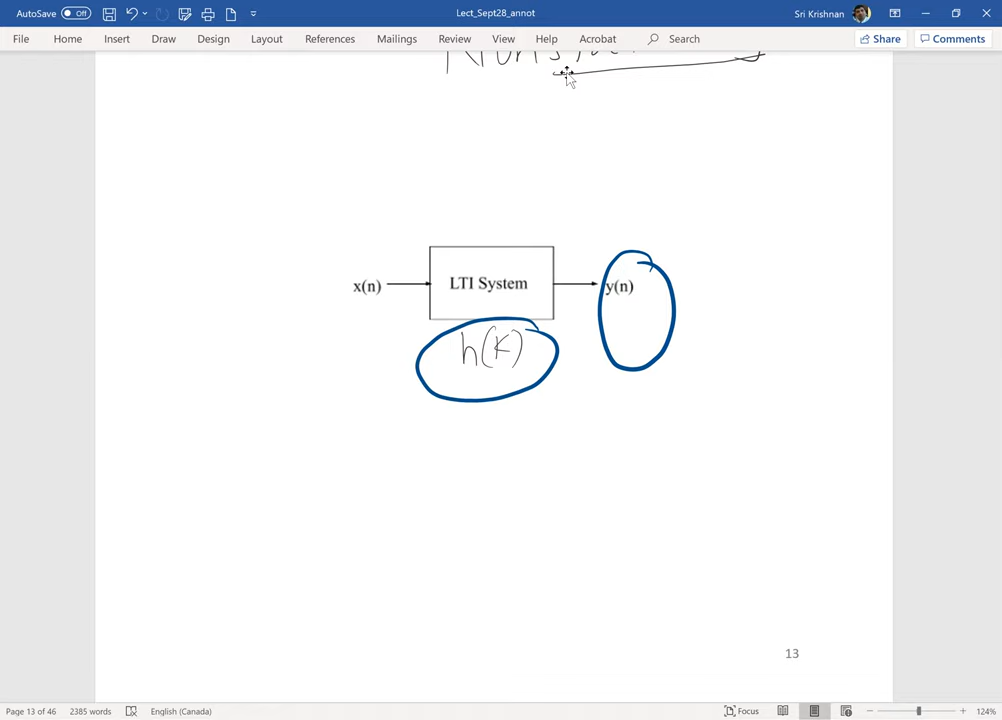 AutoSave Off Lect_Sept28_annot Sri Krishnan
File Home Insert Draw Design Layout References Mailings Review View Help Acrobat Search Share Comments
x(n) LTI System y(n)
h(k)
13
Page 13 of 46 2385 words English (Canada) Focus 124%